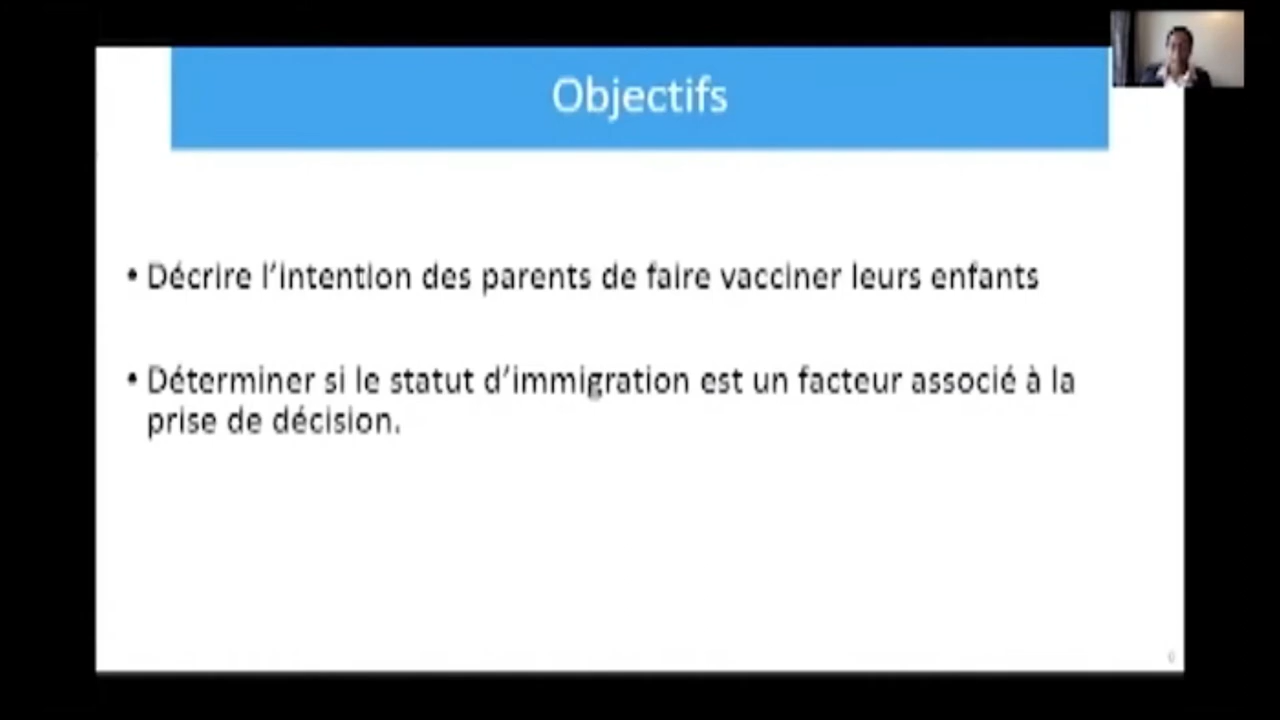 Objectifs
• Décrire l'intention des parents de faire vacciner leurs enfants
• Déterminer si le statut d'immigration est un facteur associé à la
prise de décision.